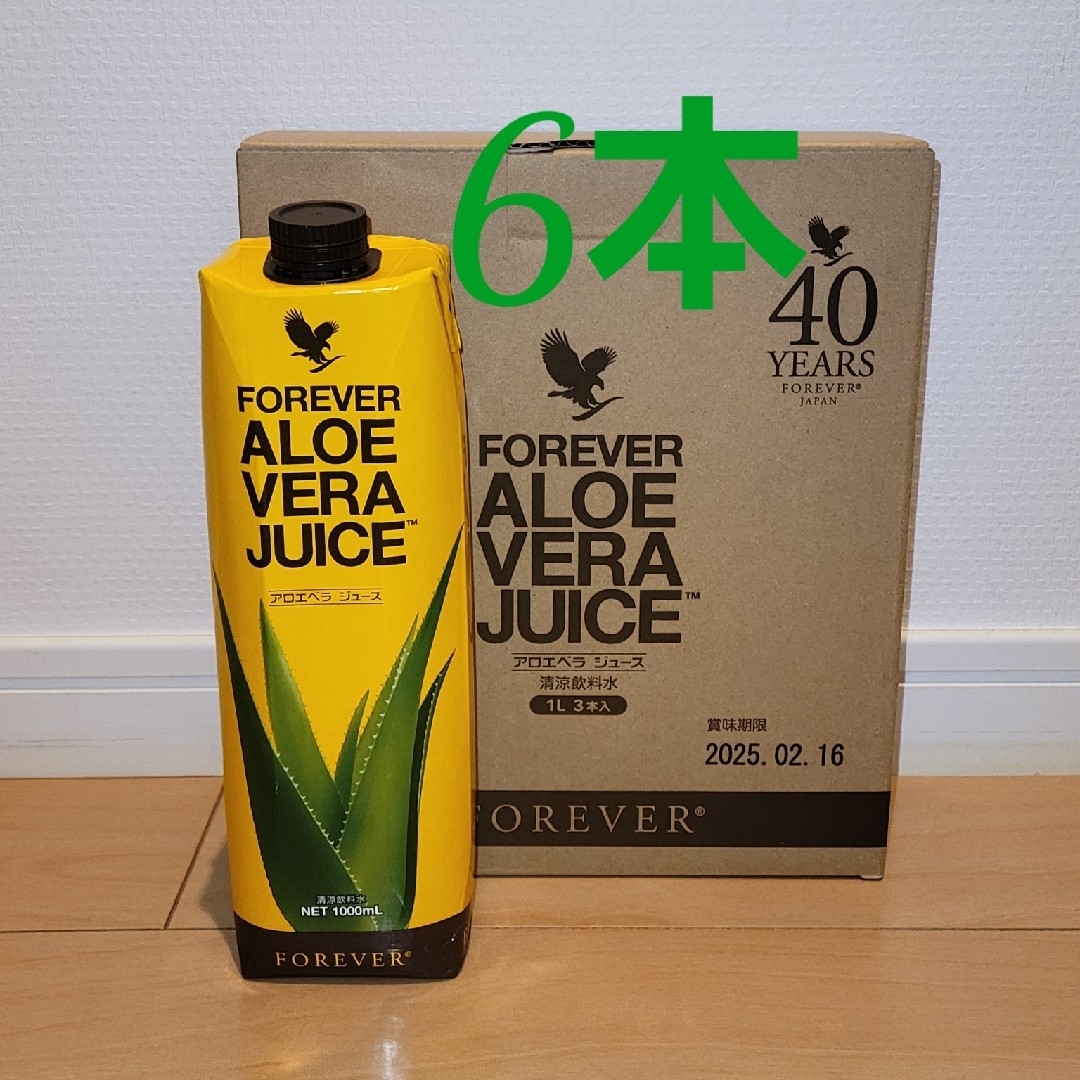 6本
FOREVER
ALOE
VERA
JUICE™
アロエベラ ジュース
清涼飲料水
NET 1000mL
FOREVER®
40
YEARS
FOREVER®
JAPAN
FOREVER
ALOE
VERA
JUICE™
アロエベラ ジュース
清涼飲料水
1L 3本入
賞味期限
2025.02.16
OREVER®